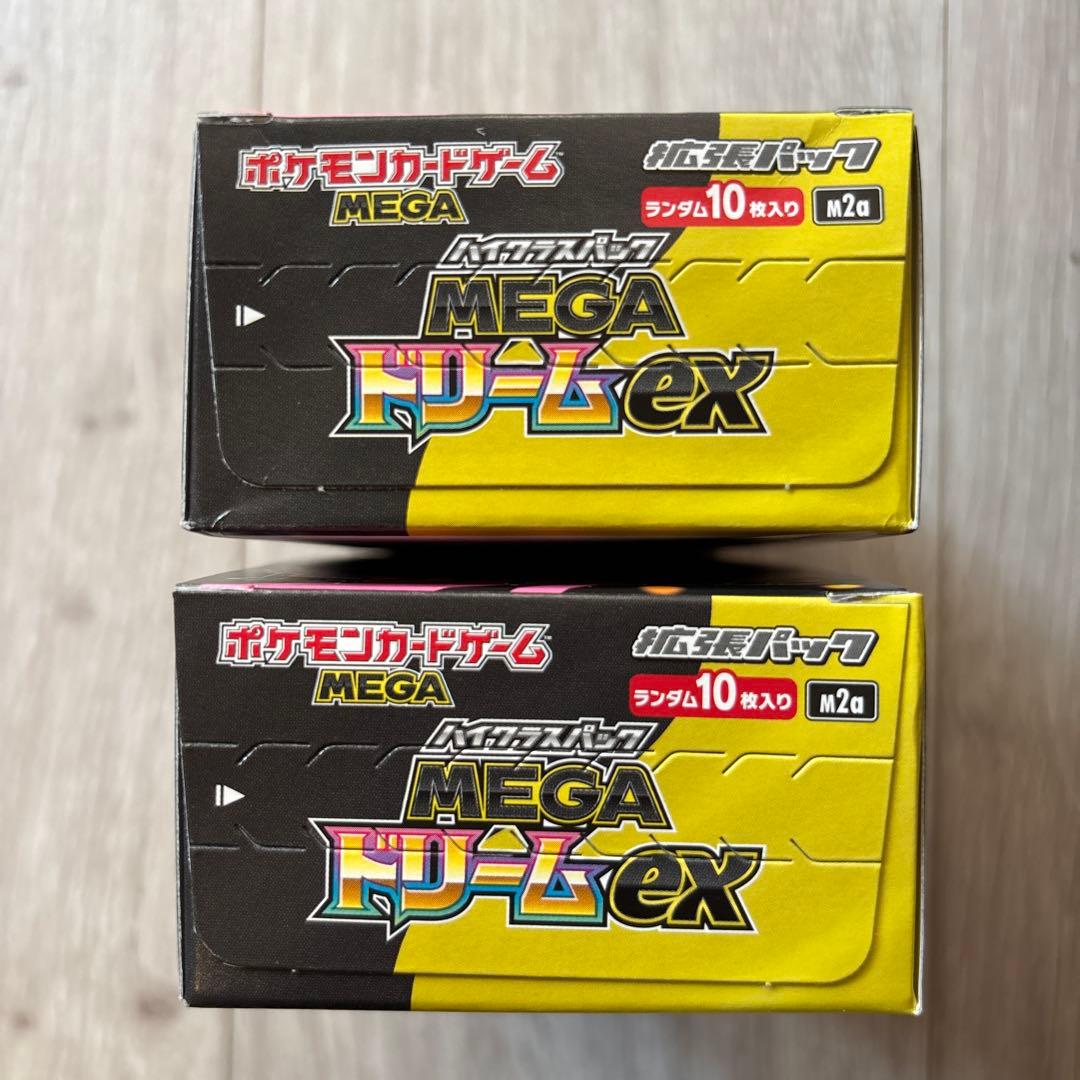 ポケモンカードゲーム™
MEGA
拡張パック
ランダム10枚入り M2a
ハイクラスパック
MEGA
ドリームex
ポケモンカードゲーム™
MEGA
拡張パック
ランダム10枚入り M2a
ハイクラスパック
MEGA
ドリームex